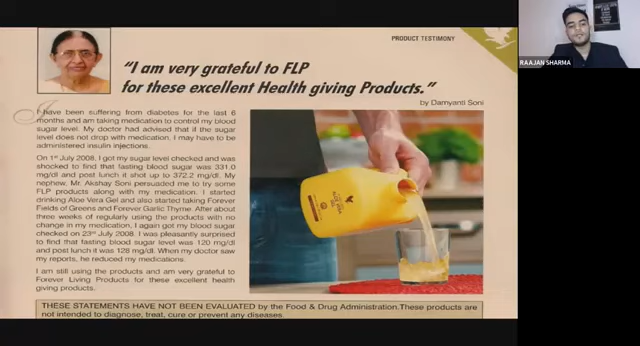 PRODUCT TESTIMONY
"I am very grateful to FLP
for these excellent Health giving Products."
by Damyanti Soni
I have been suffering from diabetes for the last 6
months and am taking medication to control my blood
sugar level. My doctor had advised that if the sugar
level does not drop with medication, I may have to be
administered insulin injections.
On 1st July 2008, I got my sugar level checked and was
shocked to find that fasting blood sugar was 331.0
mg/dl and post lunch it shot up to 372.2 mg/dl. My
nephew, Mr. Akshay Soni persuaded me to try some
FLP products along with my medication. I started
drinking Aloe Vera Gel and also started taking Forever
Fields of Greens and Forever Garlic Thyme. After about
three weeks of regularly using the products with no
change in my medication, I again got my blood sugar
checked on 23rd July 2008. I was pleasantly surprised
to find that fasting blood sugar level was 120 mg/dl
and post lunch it was 128 mg/dl. When my doctor saw
my reports, he reduced my medications.
I am still using the products and am very grateful to
Forever Living Products for these excellent health
giving products.
THESE STATEMENTS HAVE NOT BEEN EVALUATED by the Food & Drug Administration.These products are
not intended to diagnose, treat, cure or prevent any diseases.
RAAJAN SHARMA